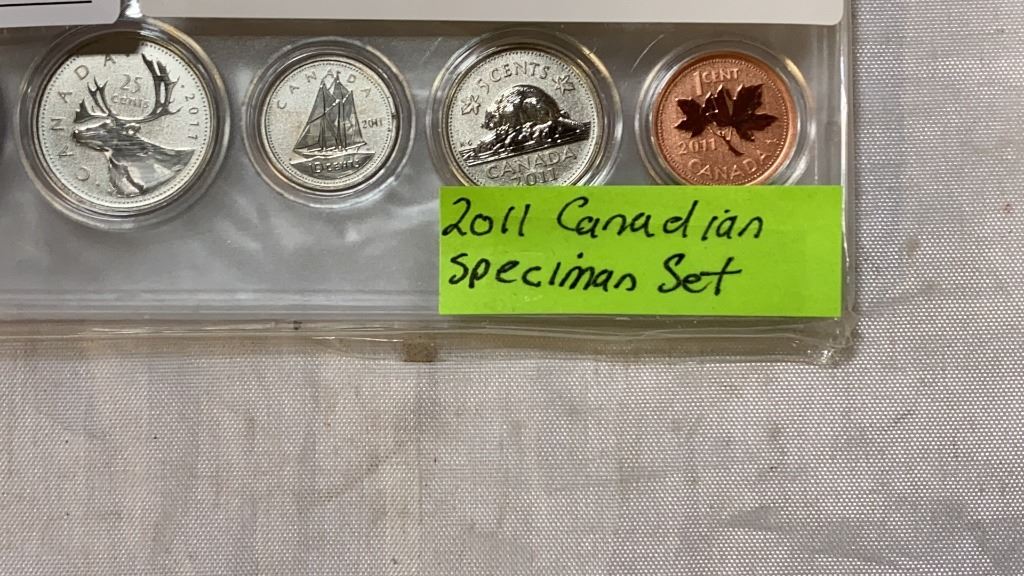 CANADA
25
CENTS
2011
CANADA
2011
10 cents
5 CENTS
CANADA
2011
1 CENT
2011
CANADA
2011 Canadian
speciman Set